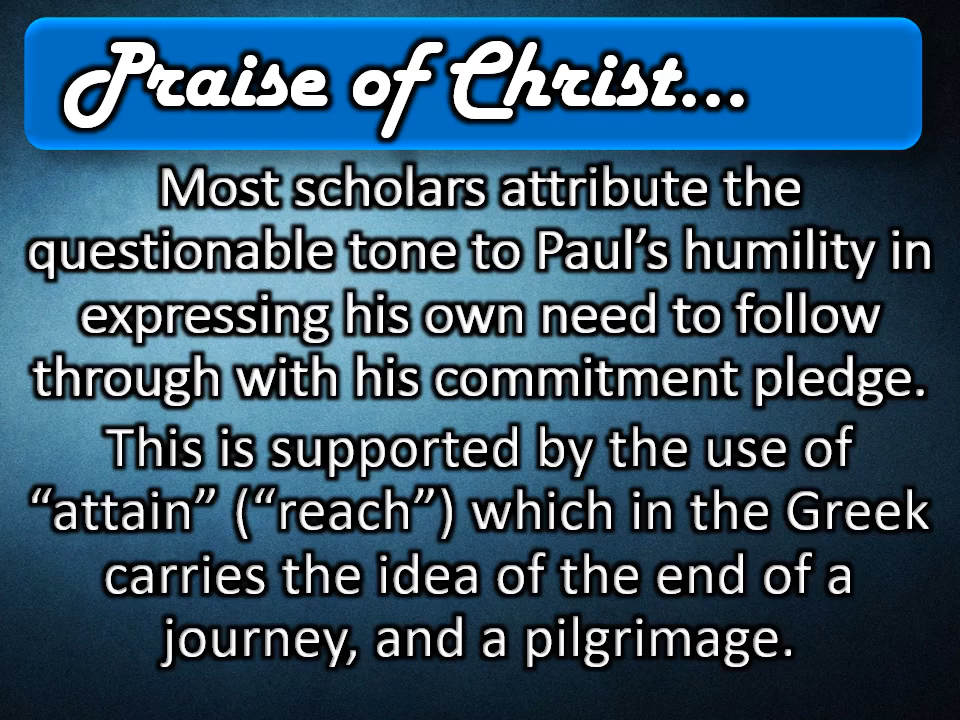 Praise of Christ...
Most scholars attribute the
questionable tone to Paul’s humility in
expressing his own need to follow
through with his commitment pledge.
This is supported by the use of
“attain” (“reach”) which in the Greek
carries the idea of the end of a
journey, and a pilgrimage.